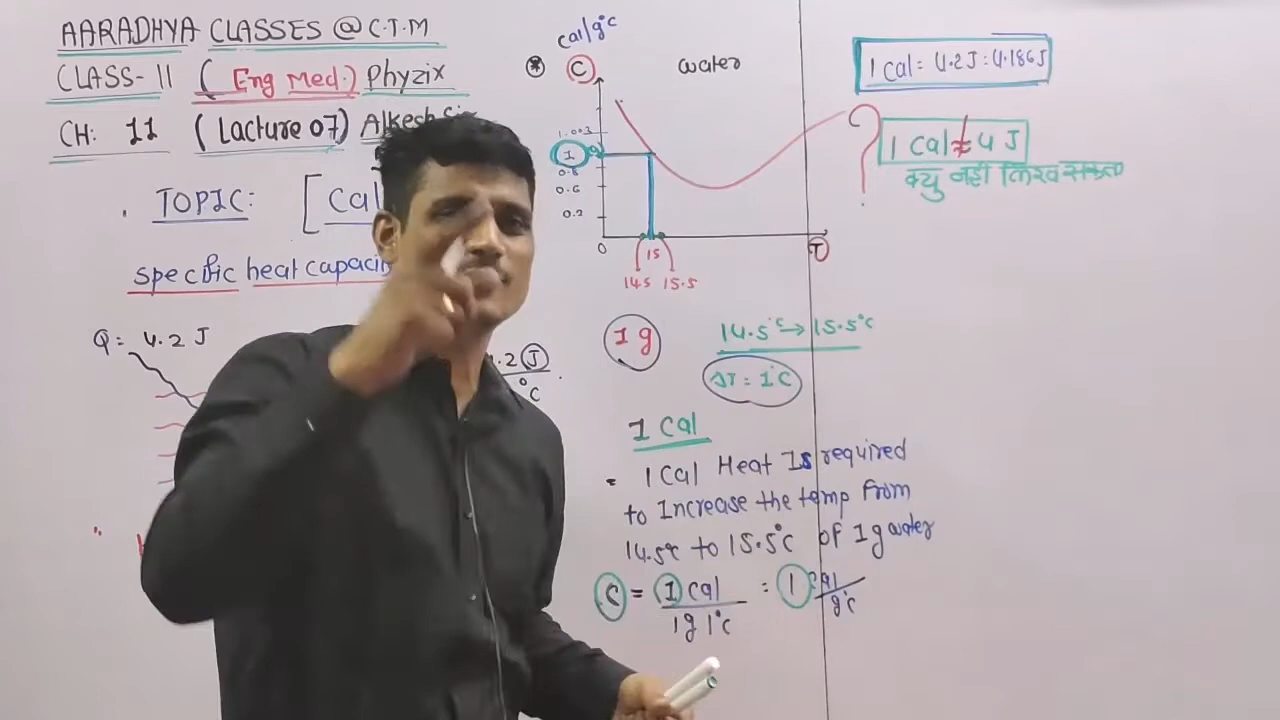 AARADHYA CLASSES @ C.J.M
CLASS-11 ( Eng Med.) Phyzix
CH: 11 (Lacture 07) Alkesh
TOPIC: [Cal
specific heat capaci
Q= 4.2 J
.2 J
°C
cal/g°C
C
water
1.003
1
0.8
0.6
0.2
0
15
T
14.5 15.5
1 g
14.5°C → 15.5°C
ΔT = 1°C
1 Cal
= 1 Cal Heat Is required
to Increase the temp from
14.5°C to 15.5°C of 1g water
C = 1 Cal / 1g 1°C = 1 Cal / g°C
1 Cal = 4.2 J = 4.186 J
?
1 Cal ≠ 4 J
क्यु नही लिख सकता